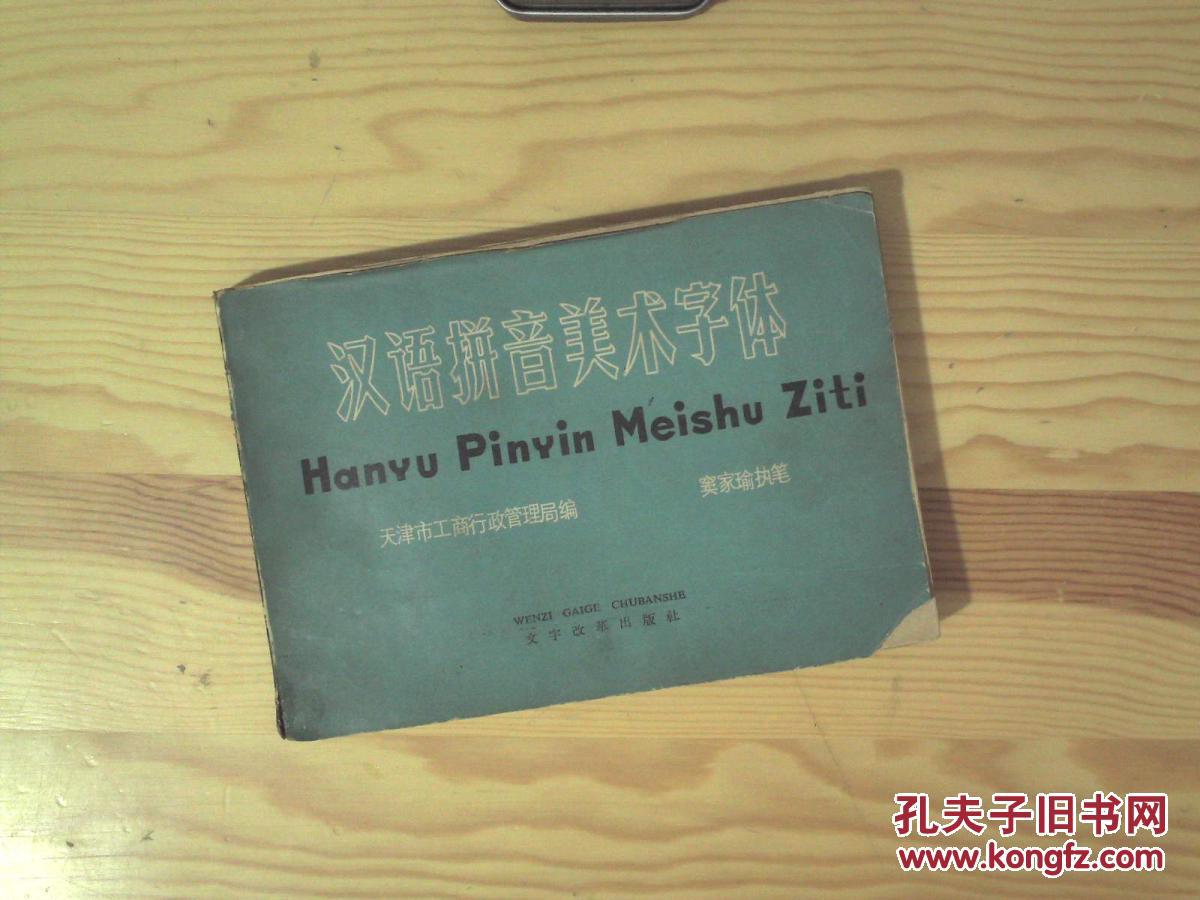 汉语拼音美术字体
Hanyu Pinyin Meishu Ziti
天津市工商行政管理局编
窦家瑜执笔
WENZI GAIGE CHUBANSHE
文字改革出版社
孔夫子旧书网
www.kongfz.com